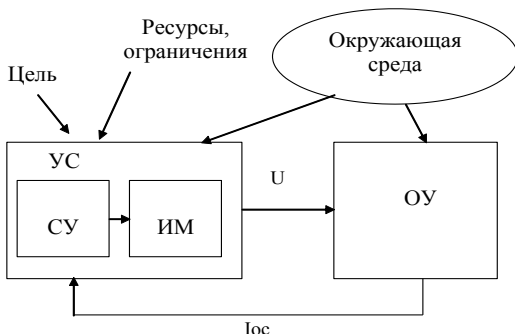 Ресурсы,
ограничения
Окружающая
среда
Цель
УС
U
СУ
ИМ
ОУ
Iос